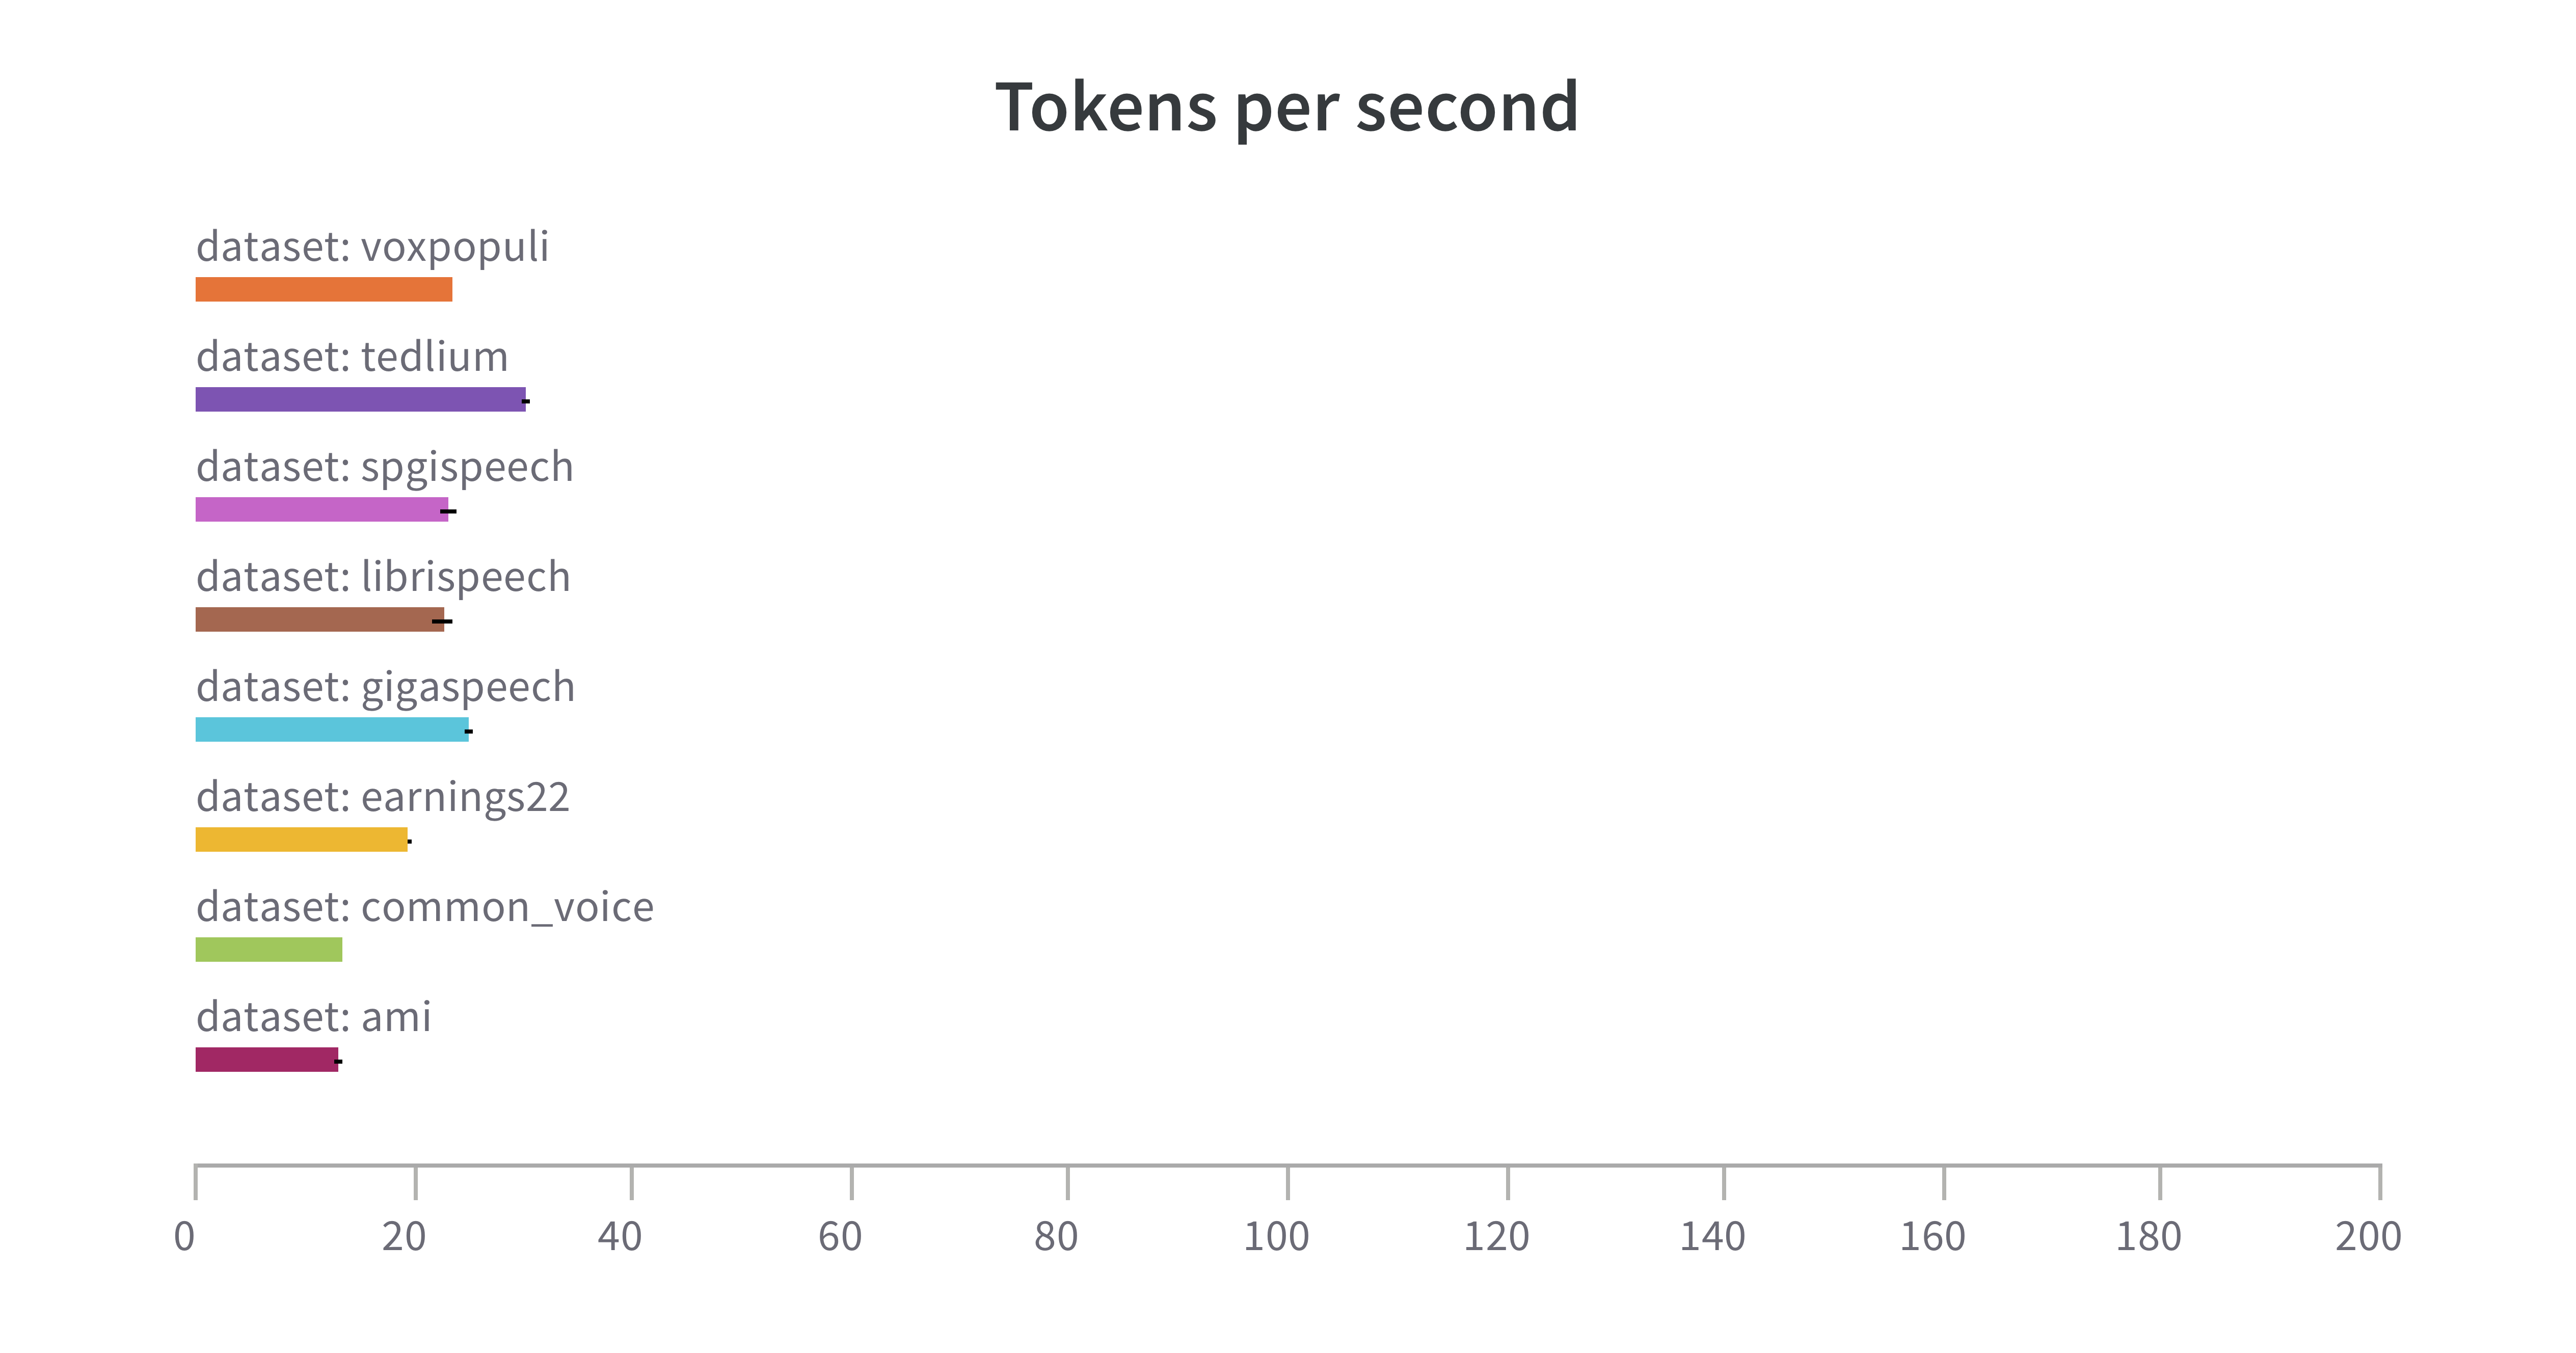 Tokens per second
dataset: voxpopuli
dataset: tedlium
dataset: spgispeech
dataset: librispeech
dataset: gigaspeech
dataset: earnings22
dataset: common_voice
dataset: ami
0 20 40 60 80 100 120 140 160 180 200